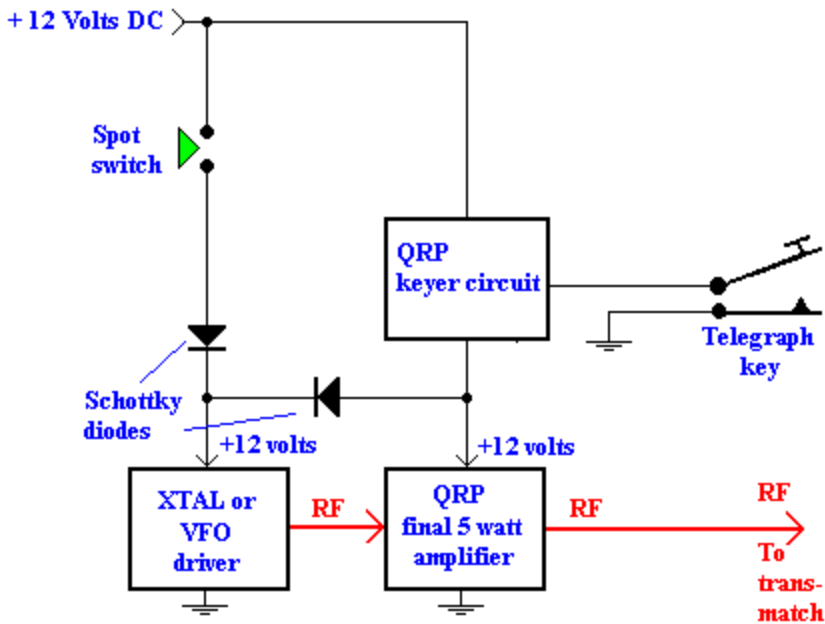 + 12 Volts DC
Spot
switch
QRP
keyer circuit
Telegraph
key
Schottky
diodes
+12 volts
+12 volts
XTAL or
VFO
driver
RF
QRP
final 5 watt
amplifier
RF
RF
To
trans-
match